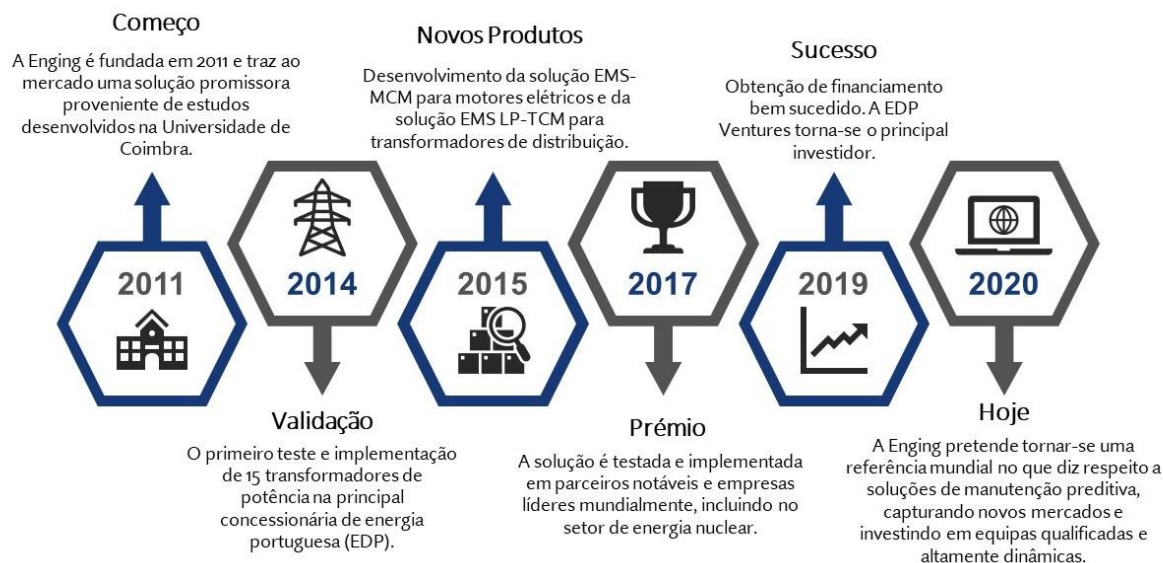 Começo
A Enging é fundada em 2011 e traz ao
mercado uma solução promissora
proveniente de estudos
desenvolvidos na Universidade de
Coimbra.
2011
2014
Validação
O primeiro teste e implementação
de 15 transformadores de
potência na principal
concessionária de energia
portuguesa (EDP).
Novos Produtos
Desenvolvimento da solução EMS-
MCM para motores elétricos e da
solução EMS LP-TCM para
transformadores de distribuição.
2015
2017
Prémio
A solução é testada e implementada
em parceiros notáveis e empresas
líderes mundialmente, incluindo no
setor de energia nuclear.
Sucesso
Obtenção de financiamento
bem sucedido. A EDP
Ventures torna-se o principal
investidor.
2019
2020
Hoje
A Enging pretende tornar-se uma
referência mundial no que diz respeito a
soluções de manutenção preditiva,
capturando novos mercados e
investindo em equipas qualificadas e
altamente dinâmicas.